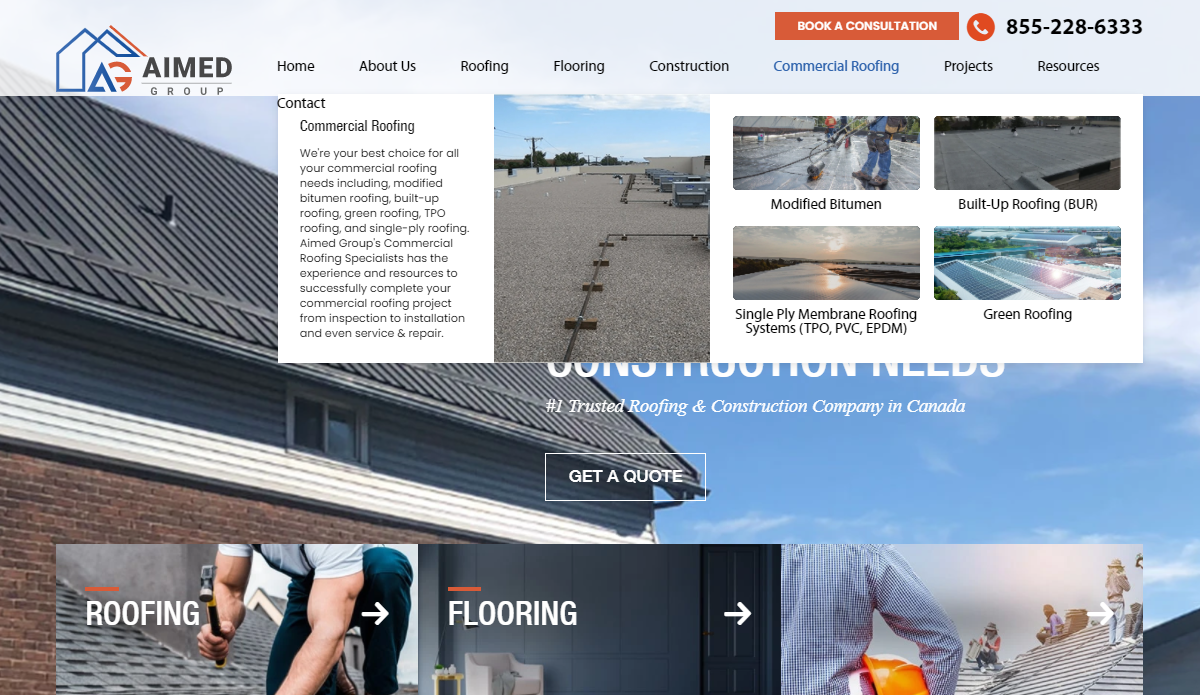 BOOK A CONSULTATION
855-228-6333
AIMED
GROUP
Home
About Us
Roofing
Flooring
Construction
Commercial Roofing
Projects
Resources
Contact
Commercial Roofing
We're your best choice for all
your commercial roofing
needs including, modified
bitumen roofing, built-up
roofing, green roofing, TPO
roofing, and single-ply roofing.
Aimed Group's Commercial
Roofing Specialists has the
experience and resources to
successfully complete your
commercial roofing project
from inspection to installation
and even service & repair.
Modified Bitumen
Built-Up Roofing (BUR)
Single Ply Membrane Roofing
Systems (TPO, PVC, EPDM)
Green Roofing
CONSTRUCTION NEEDS
#1 Trusted Roofing & Construction Company in Canada
GET A QUOTE
ROOFING
FLOORING